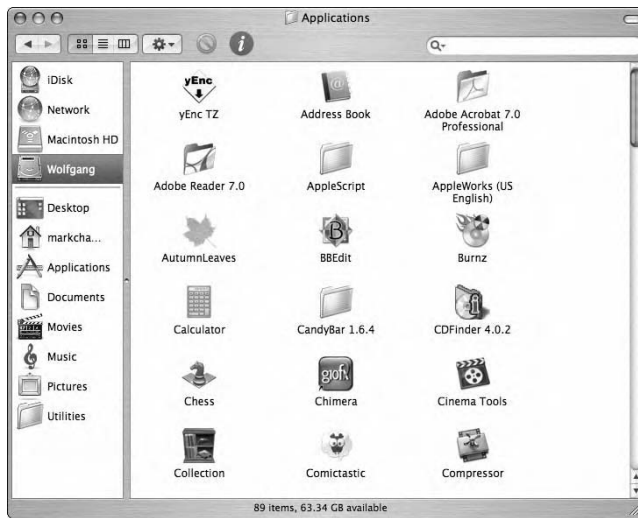 Applications
iDisk
Network
Macintosh HD
Wolfgang
Desktop
markcha...
Applications
Documents
Movies
Music
Pictures
Utilities
yEnc
yEnc TZ
Address Book
Adobe Acrobat 7.0
Professional
Adobe Reader 7.0
AppleScript
AppleWorks (US
English)
AutumnLeaves
BBEdit
Burnz
Calculator
CandyBar 1.6.4
CDFinder 4.0.2
Chess
Chimera
Cinema Tools
Collection
Comictastic
Compressor
89 items, 63.34 GB available